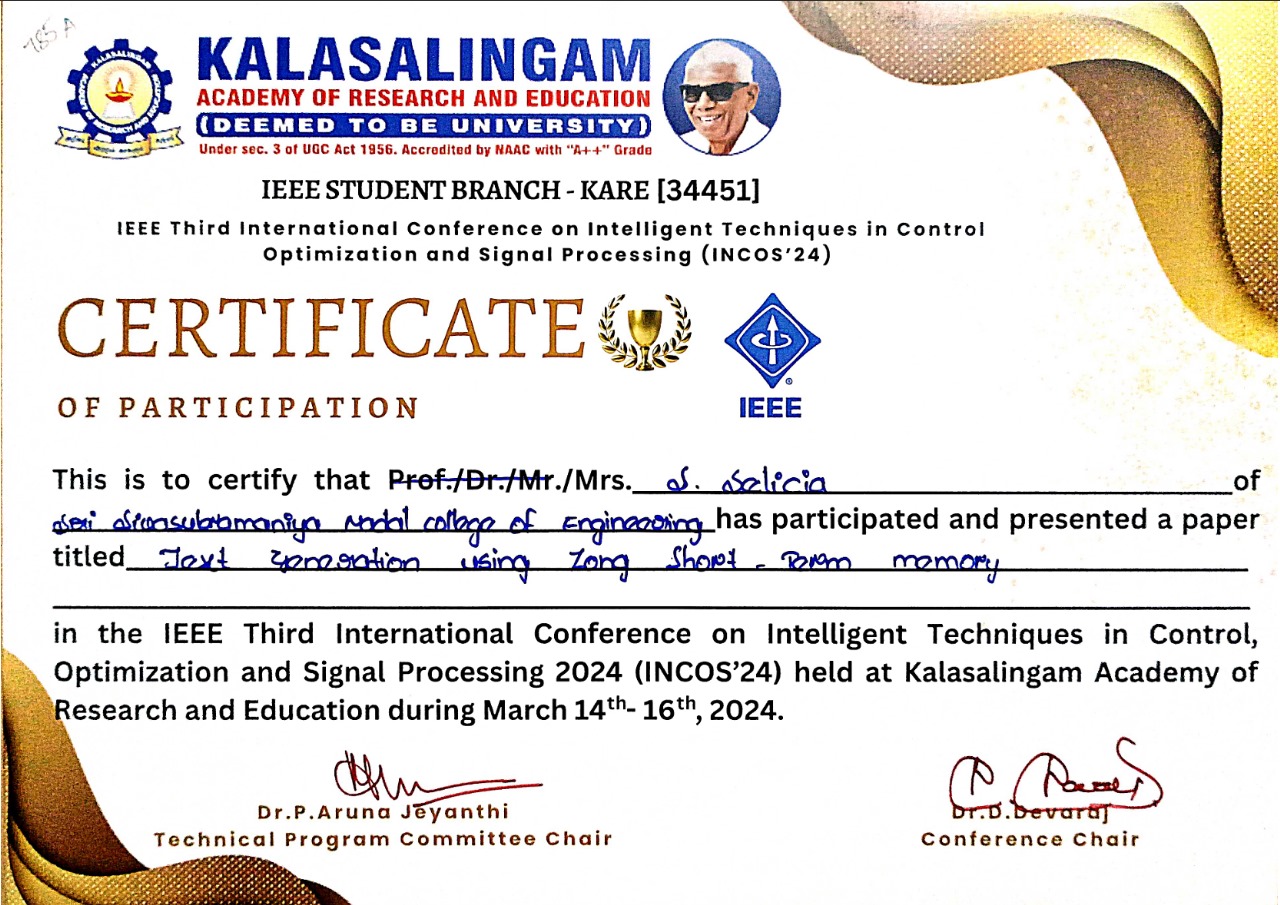 785 A
KALASALINGAM
ACADEMY OF RESEARCH AND EDUCATION
(DEEMED TO BE UNIVERSITY)
Under sec. 3 of UGC Act 1956. Accredited by NAAC with "A++" Grade
IEEE STUDENT BRANCH - KARE [34451]
IEEE Third International Conference on Intelligent Techniques in Control
Optimization and Signal Processing (INCOS'24)
CERTIFICATE
OF PARTICIPATION
IEEE
This is to certify that Prof./Dr./Mr./Mrs. S. Selicia of
Sri Sivasubramaniya Nadal college of Engineering has participated and presented a paper
titled Text generation using Long Short - Term memory
in the IEEE Third International Conference on Intelligent Techniques in Control,
Optimization and Signal Processing 2024 (INCOS'24) held at Kalasalingam Academy of
Research and Education during March 14th- 16th, 2024.
Dr.P.Aruna Jeyanthi
Technical Program Committee Chair
Dr.D.Devaraj
Conference Chair